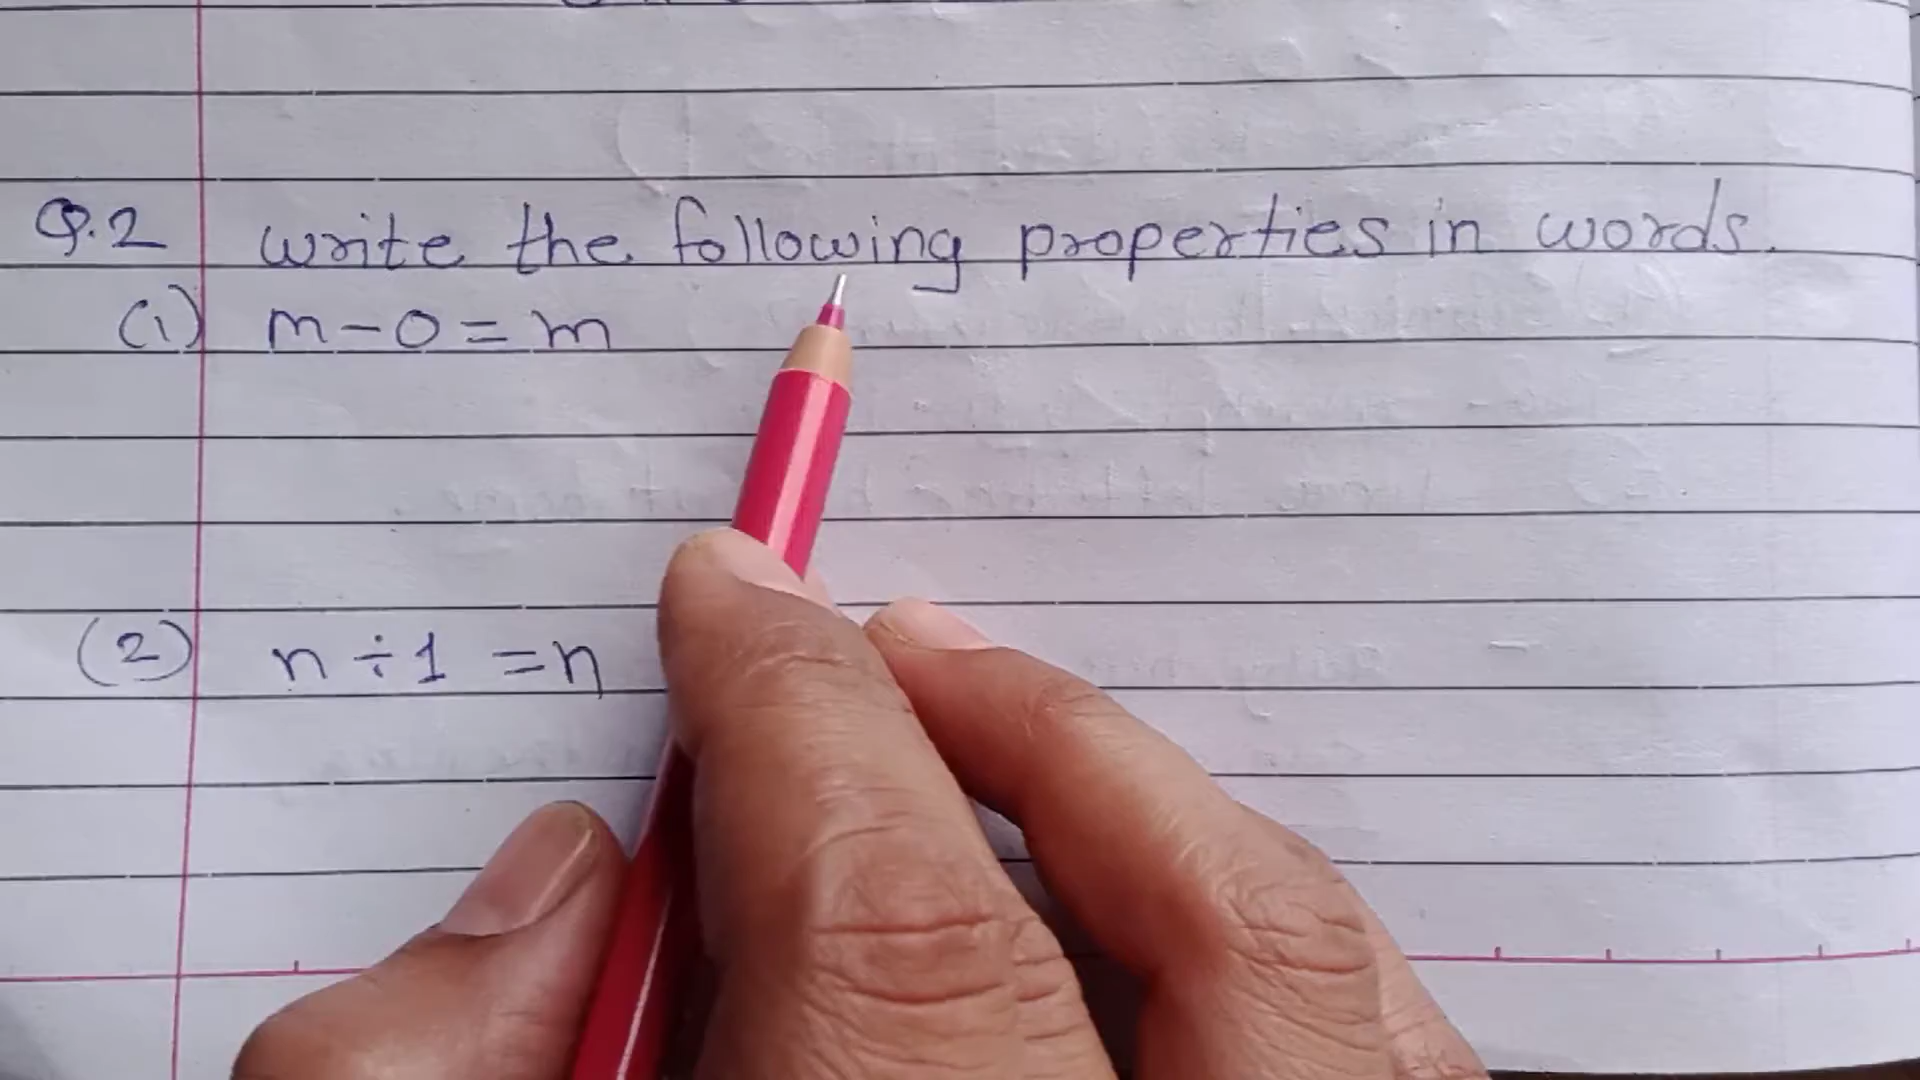 Q.2 write the following properties in words.
(1) m-0=m
(2) n÷1=n